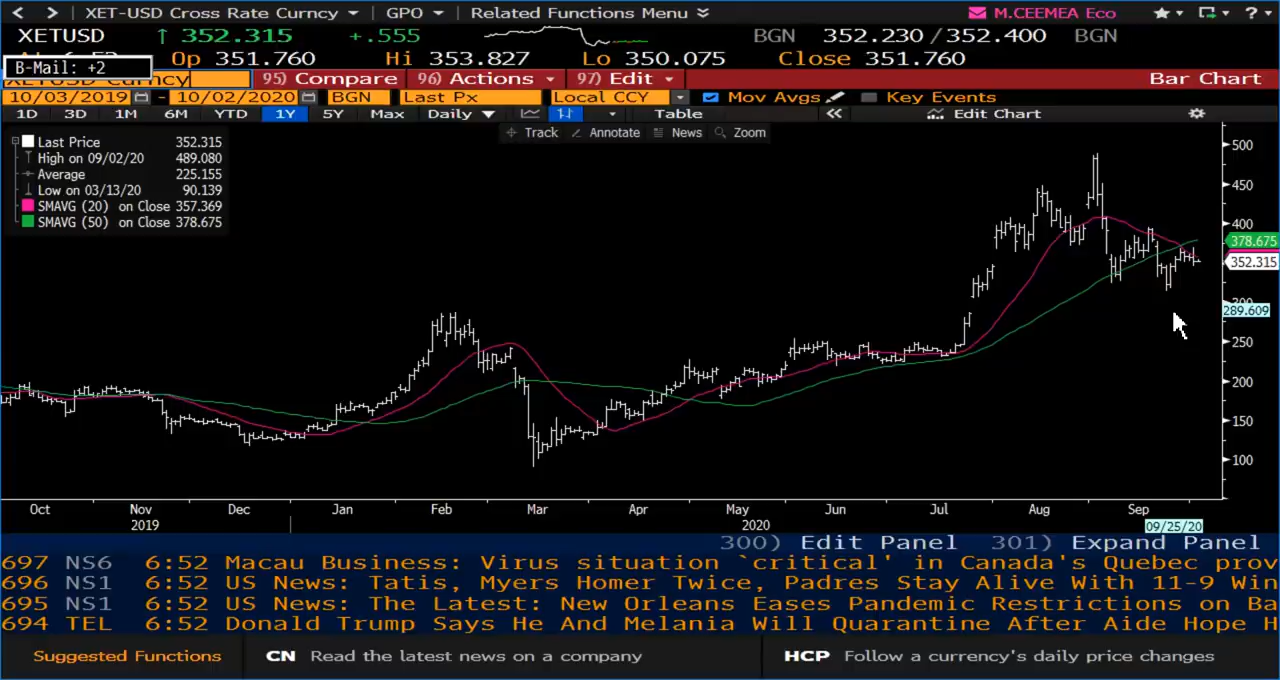 XET-USD Cross Rate Curncy GPO Related Functions Menu M.CEEMEA Eco ?
XETUSD ↑ 352.315 +.555 BGN 352.230/352.400 BGN
Op 351.760 Hi 353.827 Lo 350.075 Close 351.760
B-Mail: +2
95) Compare 96) Actions 97) Edit Bar Chart
10/03/2019 - 10/02/2020 BGN Last Px Local CCY Mov Avgs Key Events
1D 3D 1M 6M YTD 1Y 5Y Max Daily Table « Edit Chart
Track Annotate News Zoom
Last Price 352.315
High on 09/02/20 489.080
Average 225.155
Low on 03/13/20 90.139
SMAVG (20) on Close 357.369
SMAVG (50) on Close 378.675
500
450
400
378.675
352.315
300
289.609
250
200
150
100
Oct Nov Dec Jan Feb Mar Apr May Jun Jul Aug Sep
2019 2020 09/25/20
300) Edit Panel 301) Expand Panel
697 NS6 6:52 Macau Business: Virus situation `critical' in Canada's Quebec prov
696 NS1 6:52 US News: Tatis, Myers Homer Twice, Padres Stay Alive With 11-9 Win
695 NS1 6:52 US News: The Latest: New Orleans Eases Pandemic Restrictions on Ba
694 TEL 6:52 Donald Trump Says He And Melania Will Quarantine After Aide Hope H
Suggested Functions CN Read the latest news on a company HCP Follow a currency's daily price changes